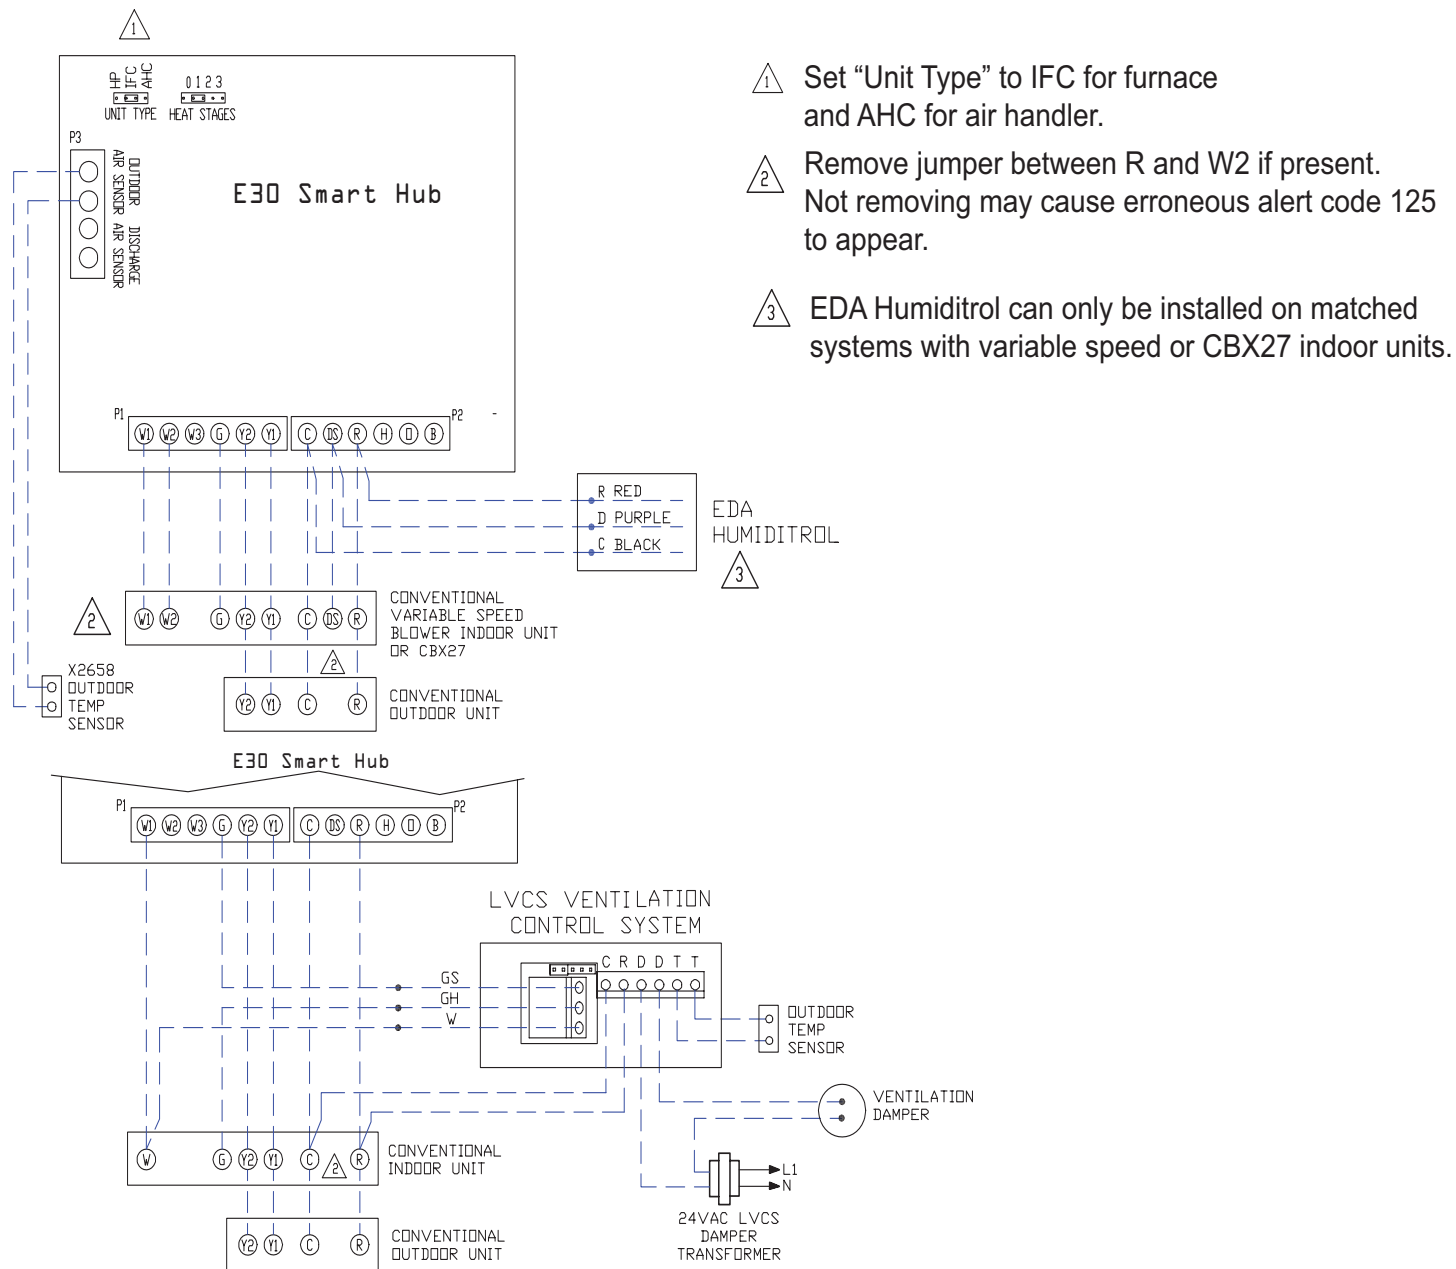 1
HP
IFC
AHC
0 1 2 3
UNIT TYPE
HEAT STAGES
P3
OUTDOOR
AIR SENSOR
DISCHARGE
AIR SENSOR
E30 Smart Hub
P1
W1 W2 W3 G Y2 Y1
C DS R H O B
P2
-
1
Set “Unit Type” to IFC for furnace
and AHC for air handler.
2
Remove jumper between R and W2 if present.
Not removing may cause erroneous alert code 125
to appear.
3
EDA Humiditrol can only be installed on matched
systems with variable speed or CBX27 indoor units.
R RED
D PURPLE
C BLACK
EDA
HUMIDITROL
3
2
W1 W2 G Y2 Y1 C DS R
CONVENTIONAL
VARIABLE SPEED
BLOWER INDOOR UNIT
OR CBX27
2
Y2 Y1 C R
CONVENTIONAL
OUTDOOR UNIT
X2658
OUTDOOR
TEMP
SENSOR
E30 Smart Hub
P1
W1 W2 W3 G Y2 Y1
C DS R H O B
P2
LVCS VENTILATION
CONTROL SYSTEM
C R D D T T
GS
GH
W
OUTDOOR
TEMP
SENSOR
VENTILATION
DAMPER
W G Y2 Y1 C 2 R
CONVENTIONAL
INDOOR UNIT
L1
N
24VAC LVCS
DAMPER
TRANSFORMER
Y2 Y1 C R
CONVENTIONAL
OUTDOOR UNIT